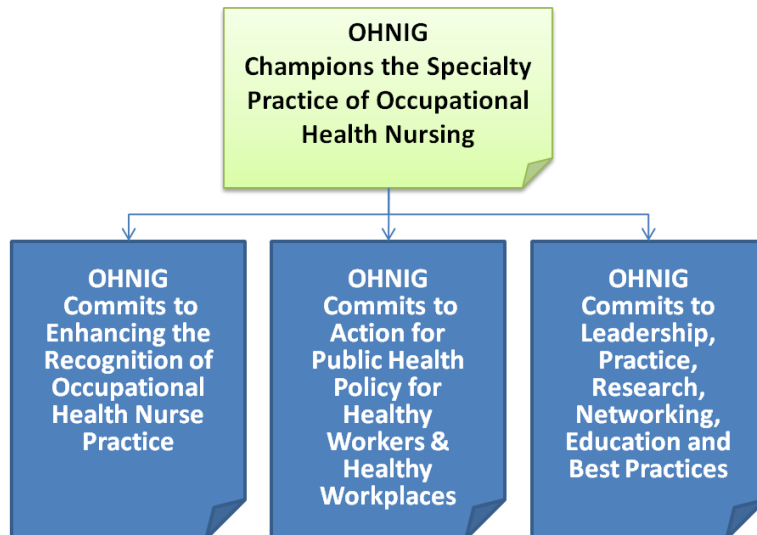 OHNIG
Champions the Specialty
Practice of Occupational
Health Nursing
OHNIG
Commits to
Enhancing the
Recognition of
Occupational
Health Nurse
Practice
OHNIG
Commits to
Action for
Public Health
Policy for
Healthy
Workers &
Healthy
Workplaces
OHNIG
Commits to
Leadership,
Practice,
Research,
Networking,
Education and
Best Practices